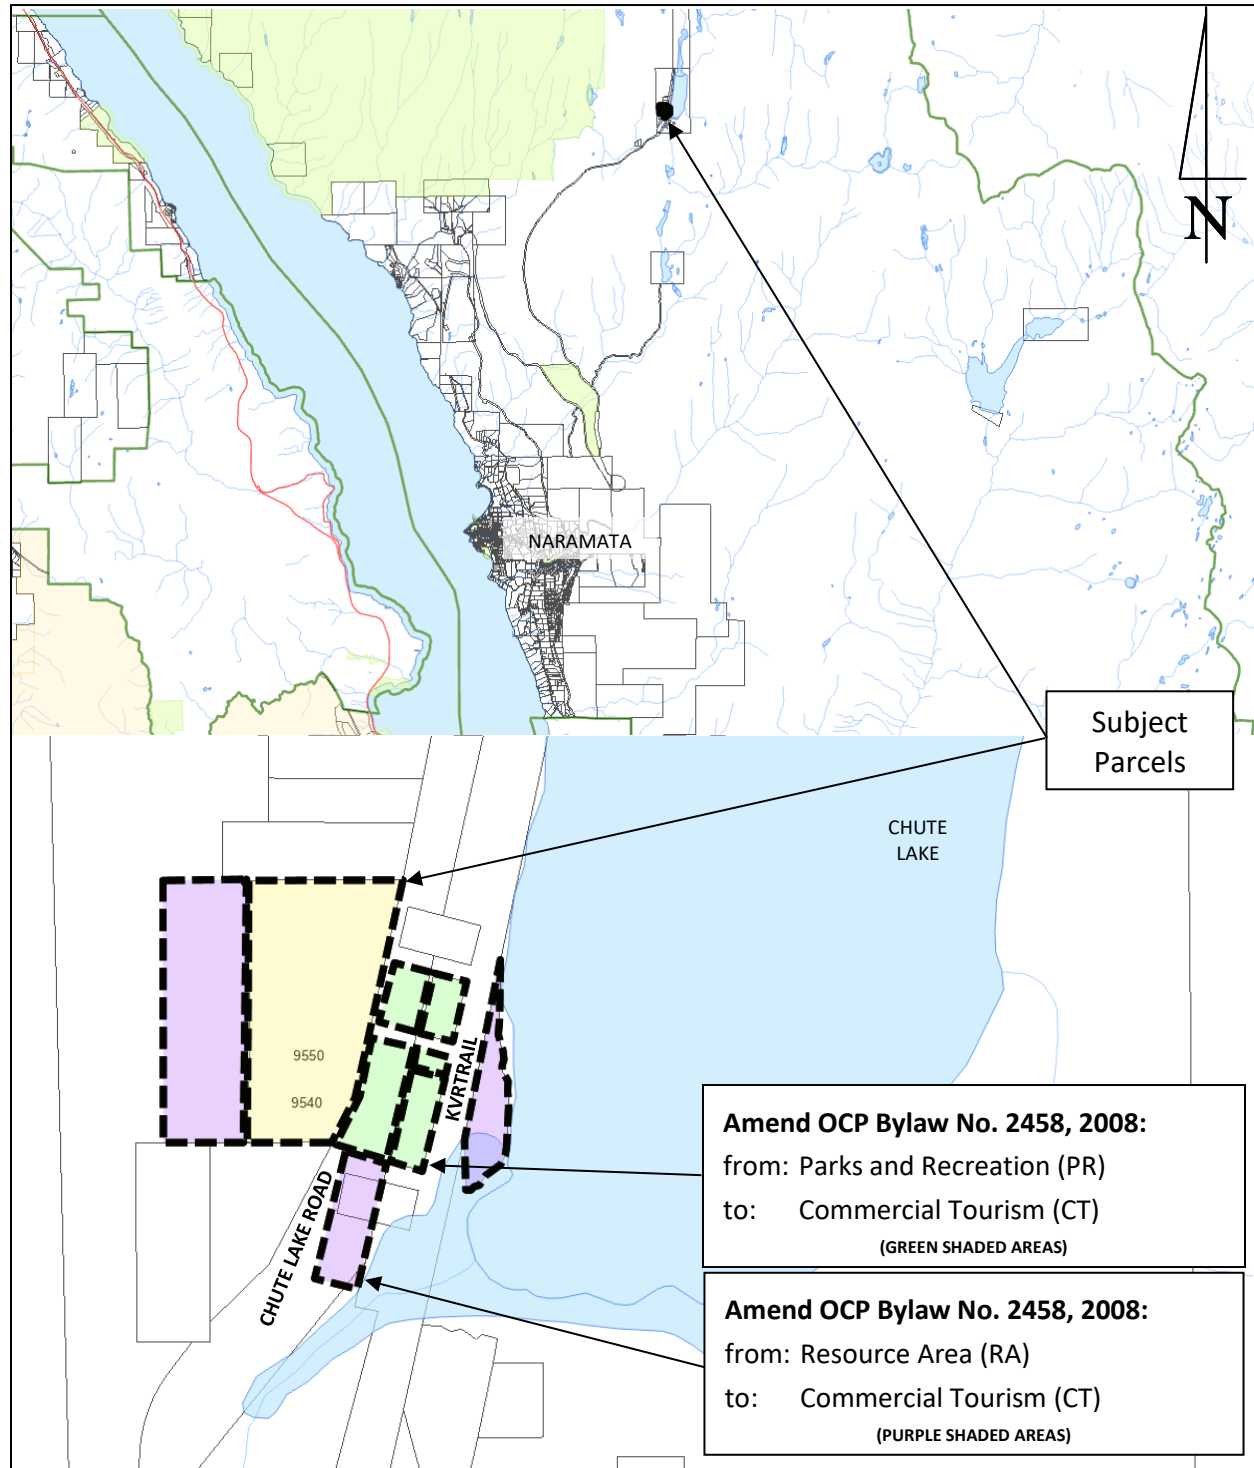 N
NARAMATA
Subject
Parcels
CHUTE
LAKE
9550
9540
KVRTRAIL
CHUTE LAKE ROAD
Amend OCP Bylaw No. 2458, 2008:
from: Parks and Recreation (PR)
to: Commercial Tourism (CT)
(GREEN SHADED AREAS)
Amend OCP Bylaw No. 2458, 2008:
from: Resource Area (RA)
to: Commercial Tourism (CT)
(PURPLE SHADED AREAS)